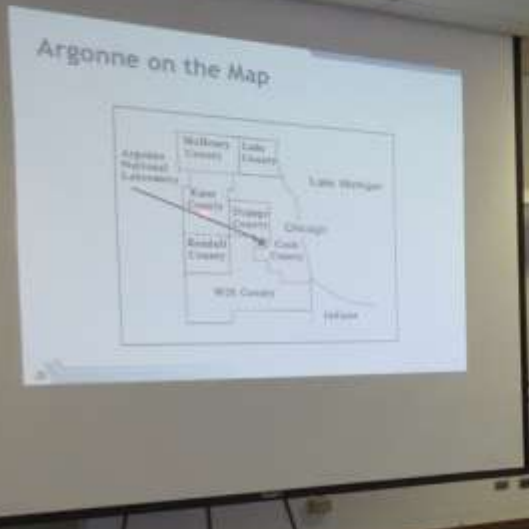 Argonne on the Map
McHenry
County
Lake
County
Argonne
National
Laboratory
Lake Michigan
Kane
County
DuPage
County
Chicago
Kendall
County
Cook
County
Will County
Indiana